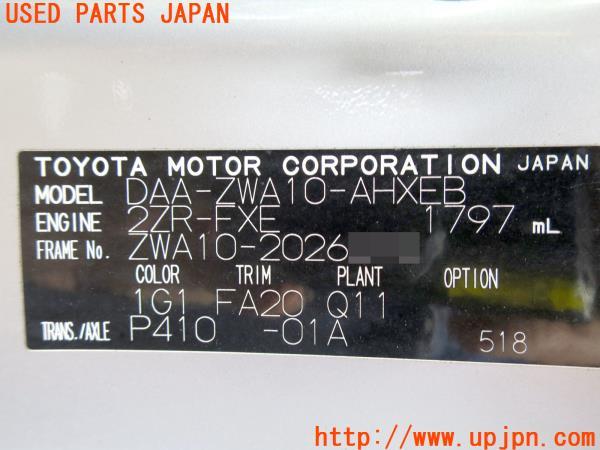 USED PARTS JAPAN
TOYOTA MOTOR CORPORATION JAPAN
MODEL DAA-ZWA10-AHXEB
ENGINE 2ZR-FXE 1797 mL
FRAME No. ZWA10-2026
COLOR TRIM PLANT OPTION
1G1 FA20 Q11
TRANS./AXLE P410 -01A 518
http://www.upjpn.com/